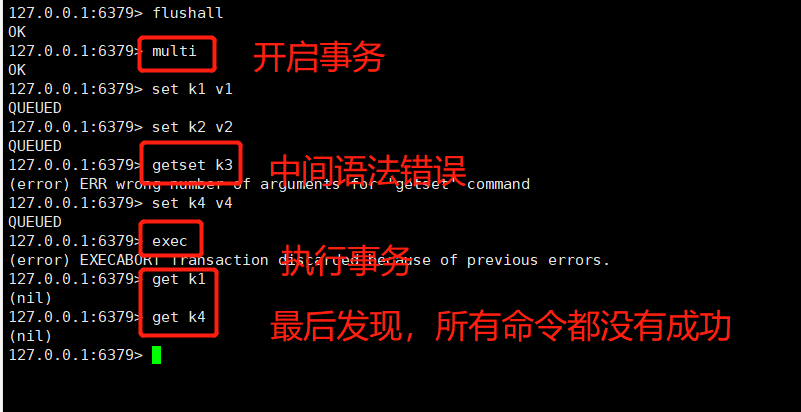 127.0.0.1:6379> flushall
OK
127.0.0.1:6379> multi 开启事务
OK
127.0.0.1:6379> set k1 v1
QUEUED
127.0.0.1:6379> set k2 v2
QUEUED
127.0.0.1:6379> getset k3 中间语法错误
(error) ERR wrong number of arguments for 'getset' command
127.0.0.1:6379> set k4 v4
QUEUED
127.0.0.1:6379> exec 执行事务
(error) EXECABORT Transaction discarded because of previous errors.
127.0.0.1:6379> get k1
(nil)
127.0.0.1:6379> get k4 最后发现，所有命令都没有成功
(nil)
127.0.0.1:6379>